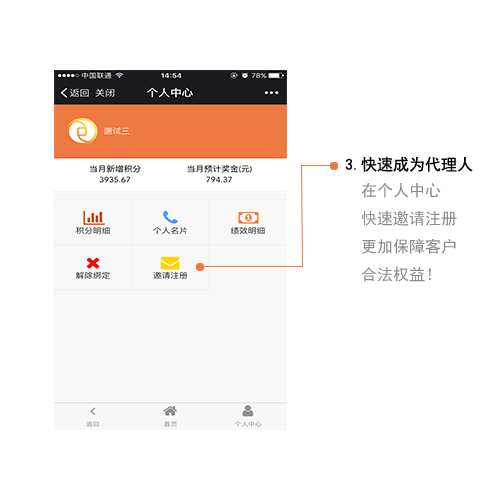 中国联通 14:54 78%
返回 关闭 个人中心
测试三
当月新增积分 当月预计奖金(元)
3935.67 794.37
积分明细 个人名片 绩效明细
解除绑定 邀请注册
返回 首页 个人中心
3. 快速成为代理人
在个人中心
快速邀请注册
更加保障客户
合法权益！